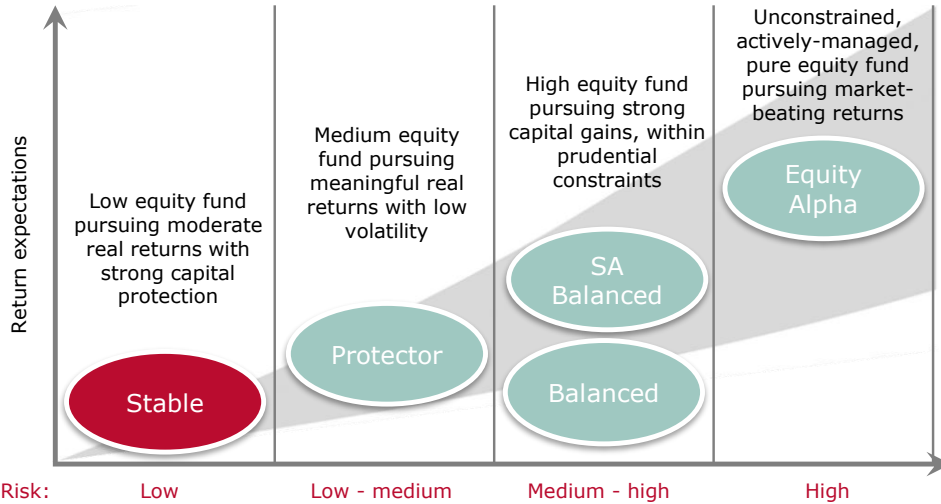 Return expectations
Low equity fund
pursuing moderate
real returns with
strong capital
protection
Stable
Medium equity
fund pursuing
meaningful real
returns with low
volatility
Protector
High equity fund
pursuing strong
capital gains, within
prudential
constraints
SA
Balanced
Balanced
Unconstrained,
actively-managed,
pure equity fund
pursuing market-
beating returns
Equity
Alpha
Risk:
Low
Low - medium
Medium - high
High